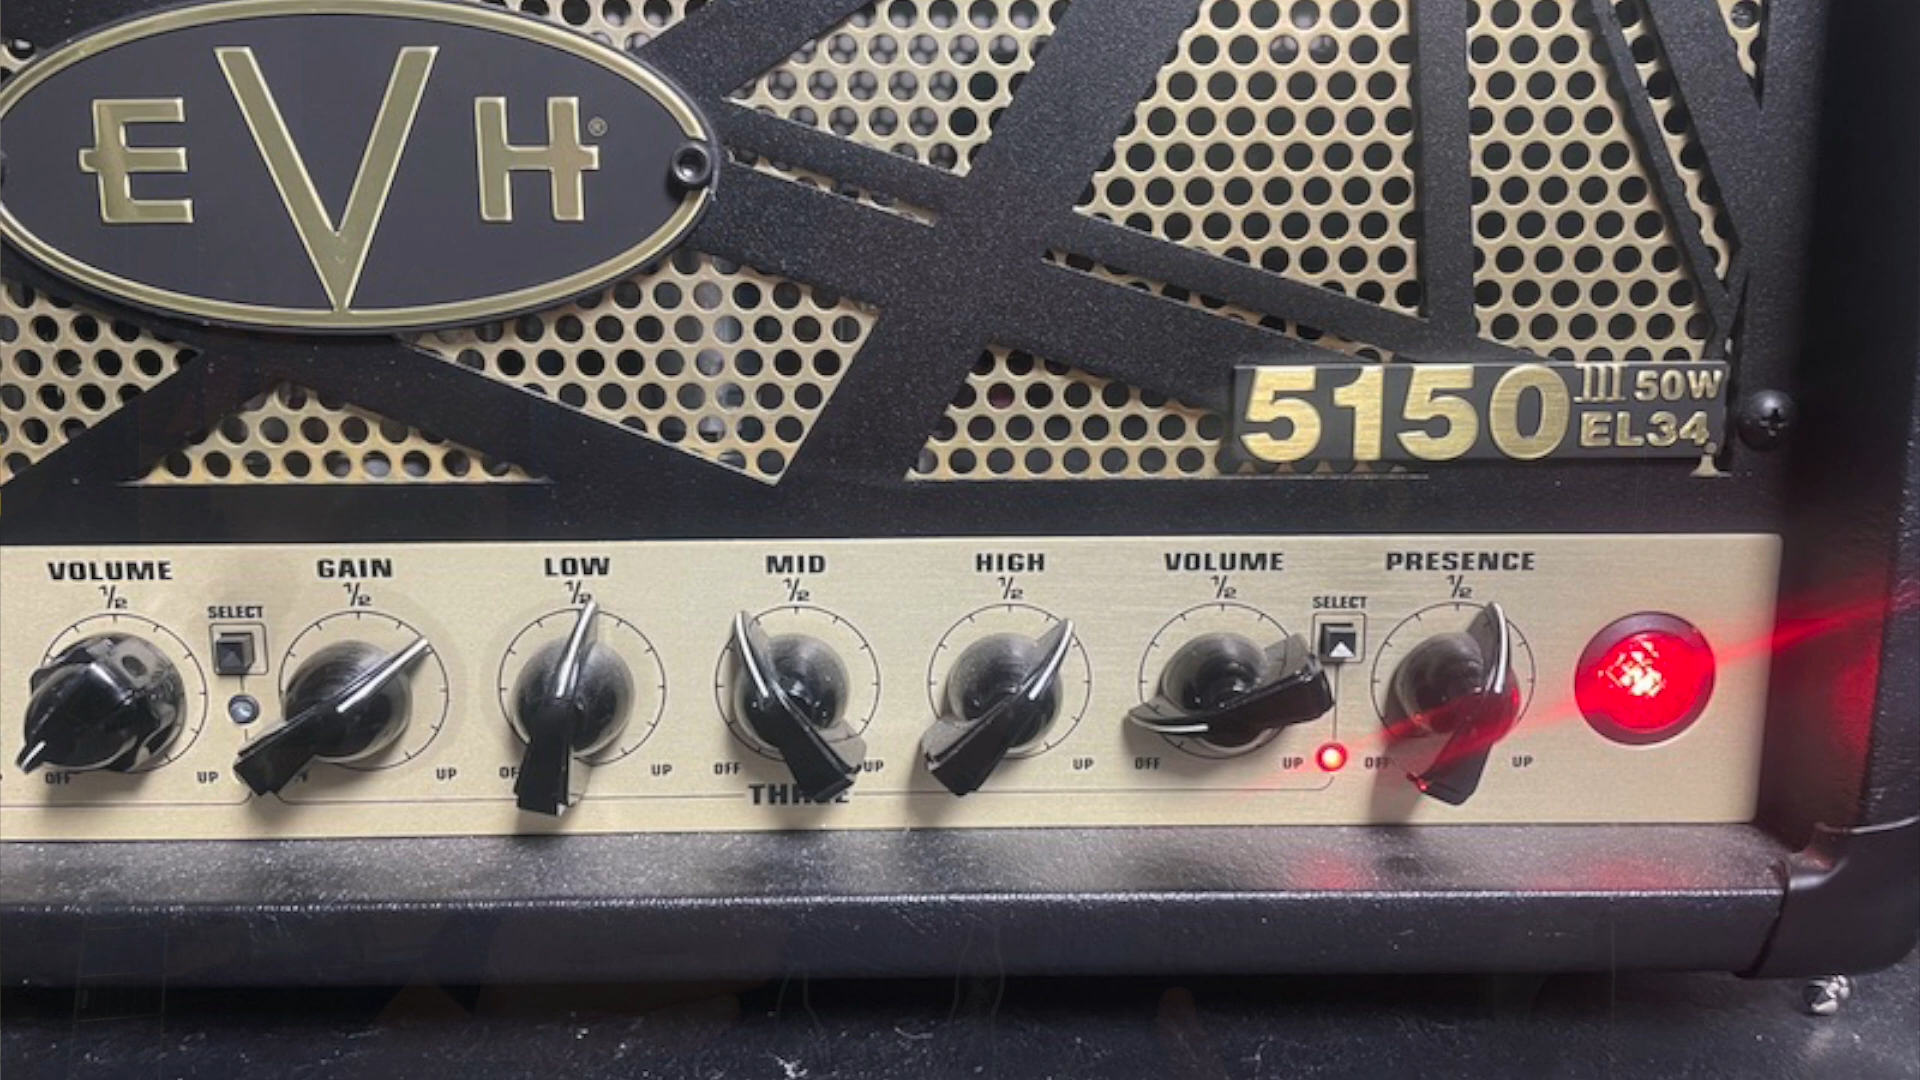 EVH®
5150 III 50W
EL34
VOLUME GAIN LOW MID HIGH VOLUME PRESENCE
1/2 1/2 1/2 1/2 1/2 1/2 1/2
SELECT SELECT
OFF UP UP UP OFF UP UP OFF UP UP